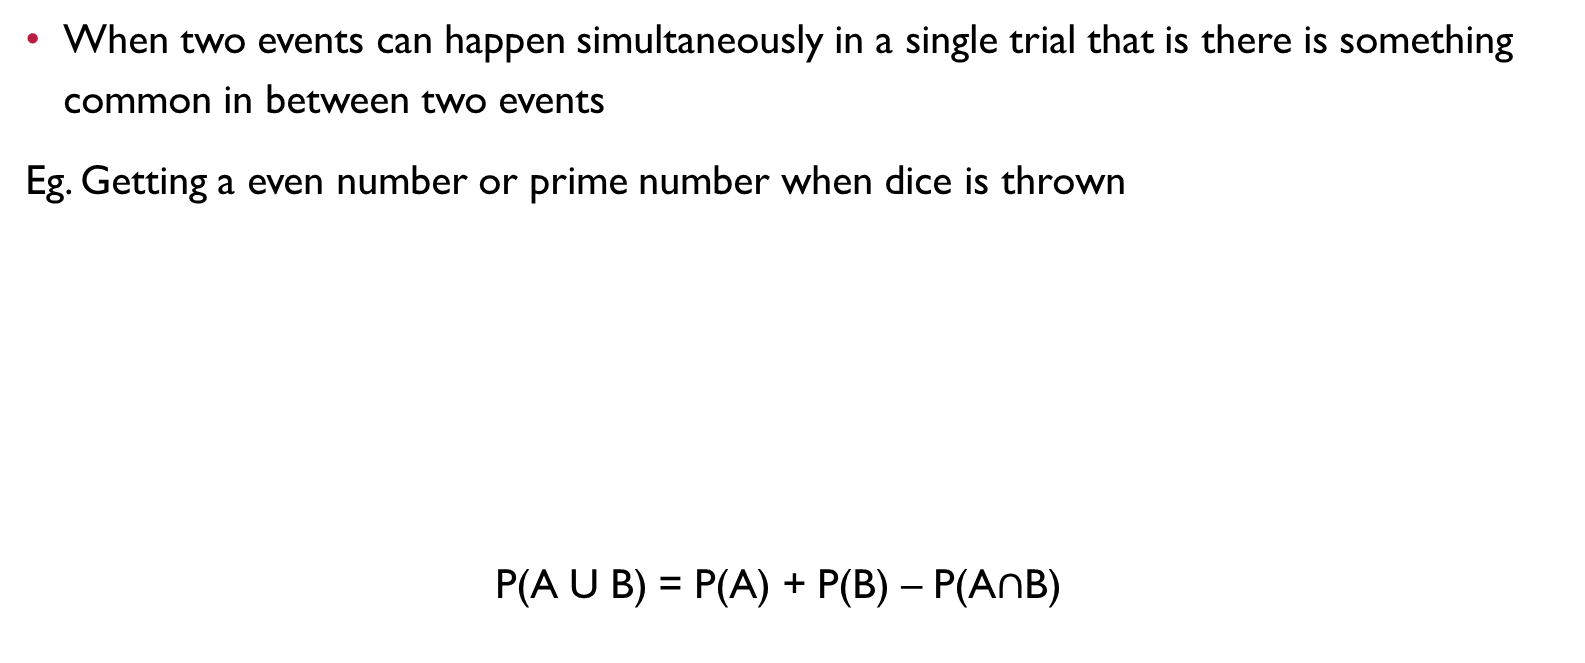 • When two events can happen simultaneously in a single trial that is there is something
common in between two events
Eg. Getting a even number or prime number when dice is thrown
P(A U B) = P(A) + P(B) – P(A∩B)